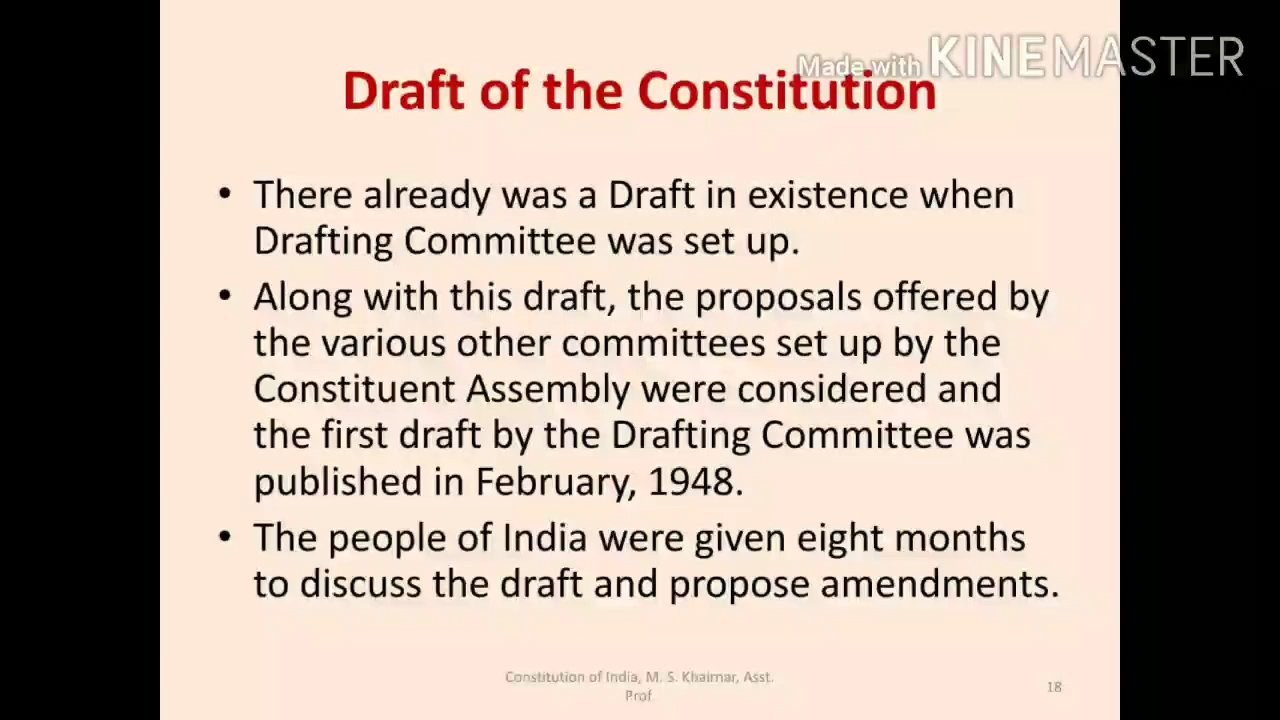 Made with KINEMASTER
Draft of the Constitution
• There already was a Draft in existence when
Drafting Committee was set up.
• Along with this draft, the proposals offered by
the various other committees set up by the
Constituent Assembly were considered and
the first draft by the Drafting Committee was
published in February, 1948.
• The people of India were given eight months
to discuss the draft and propose amendments.
Constitution of India, M. S. Khairnar, Asst.
Prof
18